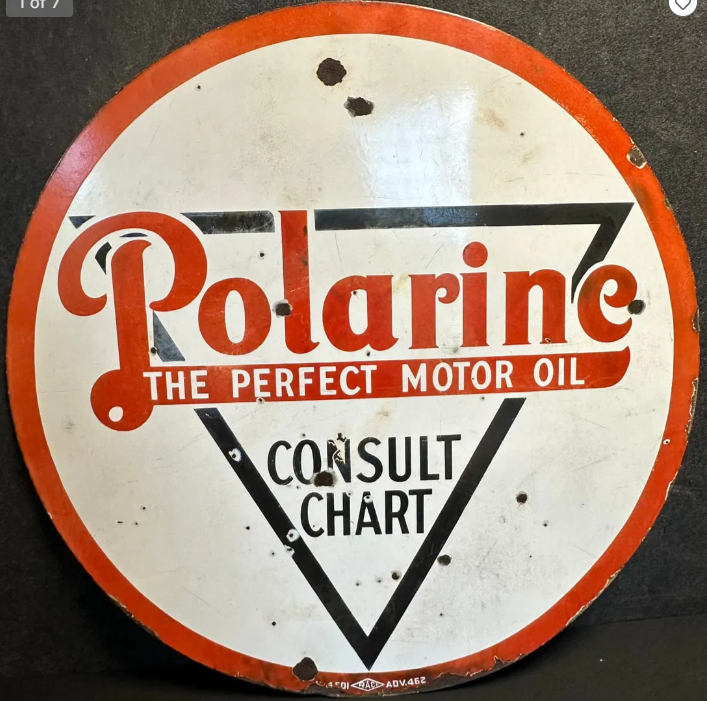 1 of 7
Polarine
THE PERFECT MOTOR OIL
CONSULT
CHART
ADV.462